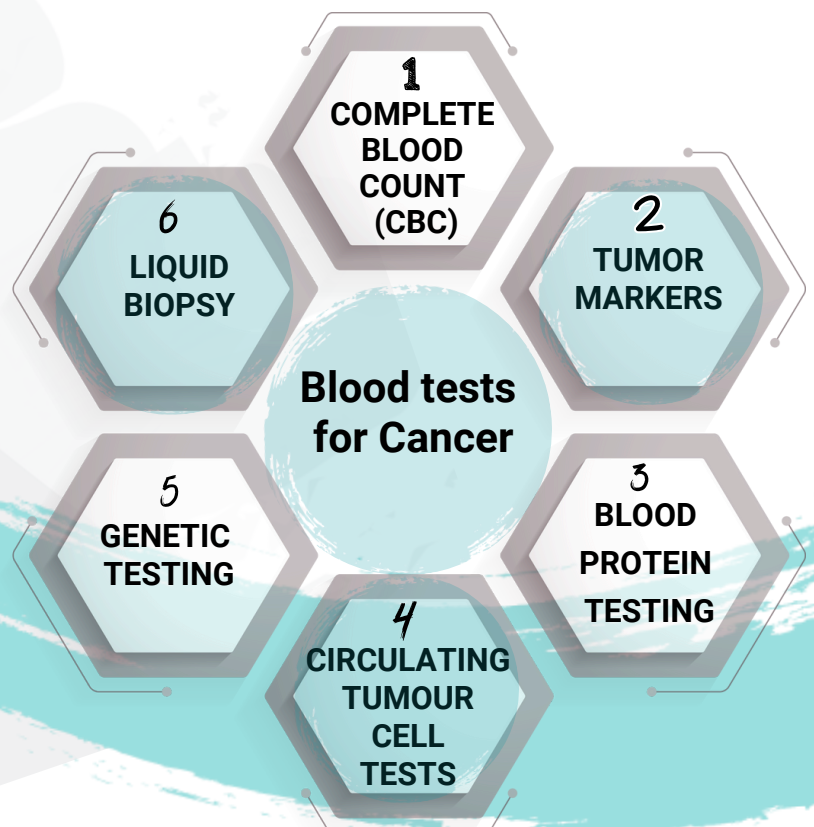 Blood tests
for Cancer
1
COMPLETE
BLOOD
COUNT
(CBC)
2
TUMOR
MARKERS
3
BLOOD
PROTEIN
TESTING
4
CIRCULATING
TUMOUR
CELL
TESTS
5
GENETIC
TESTING
6
LIQUID
BIOPSY